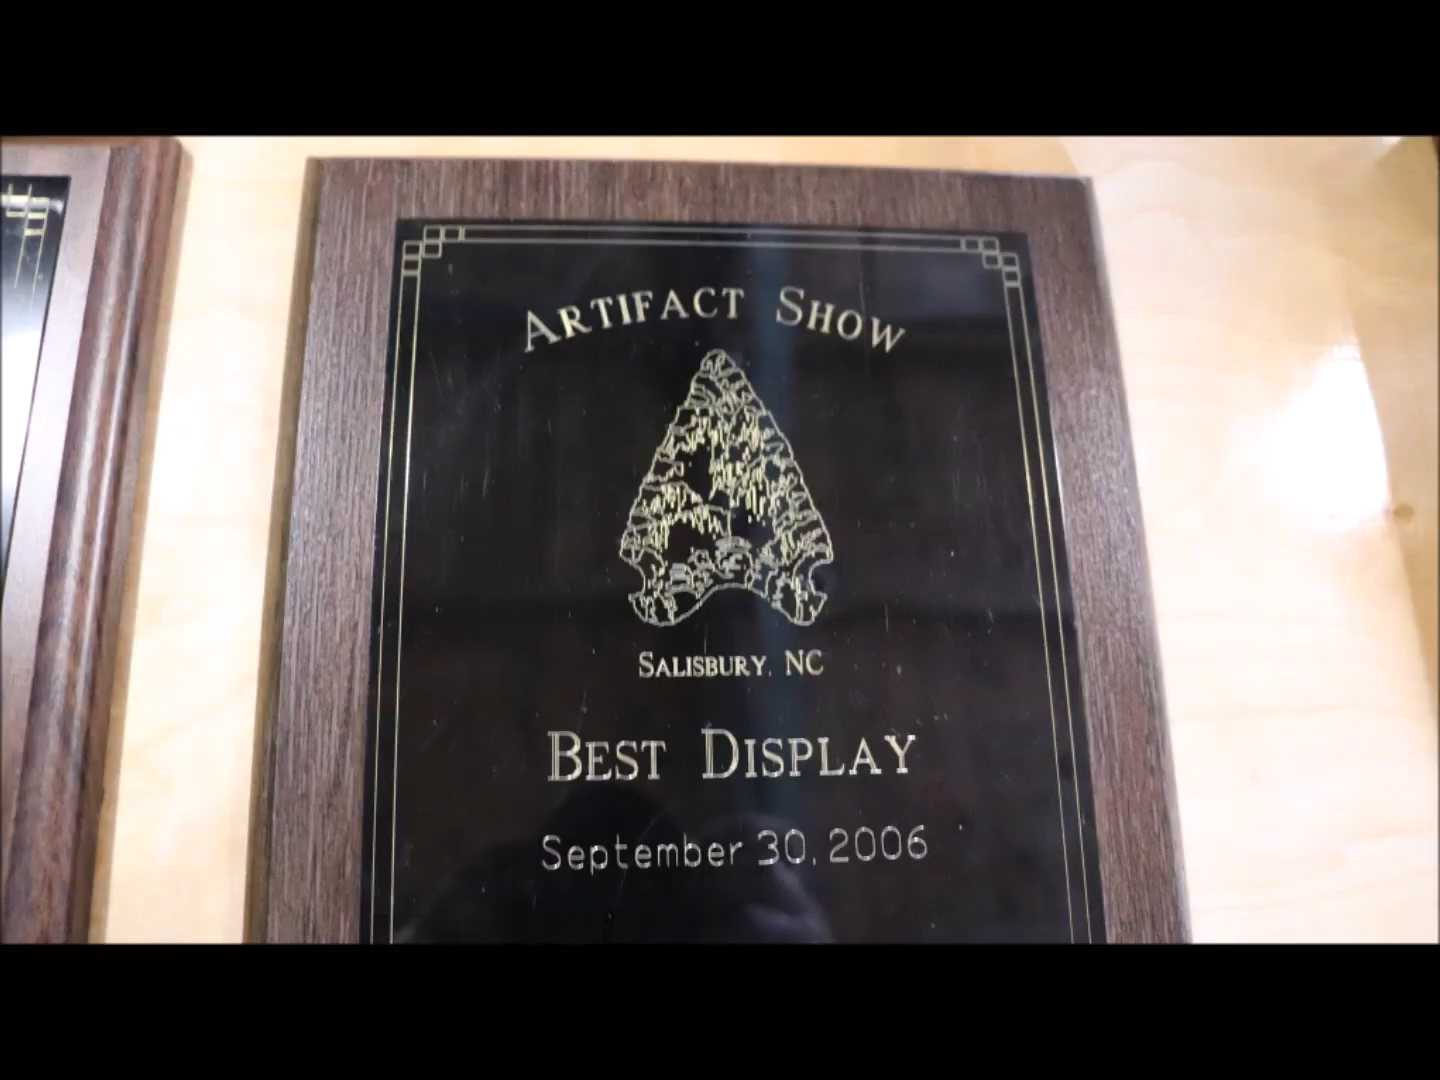 ARTIFACT SHOW
SALISBURY, NC
BEST DISPLAY
September 30, 2006